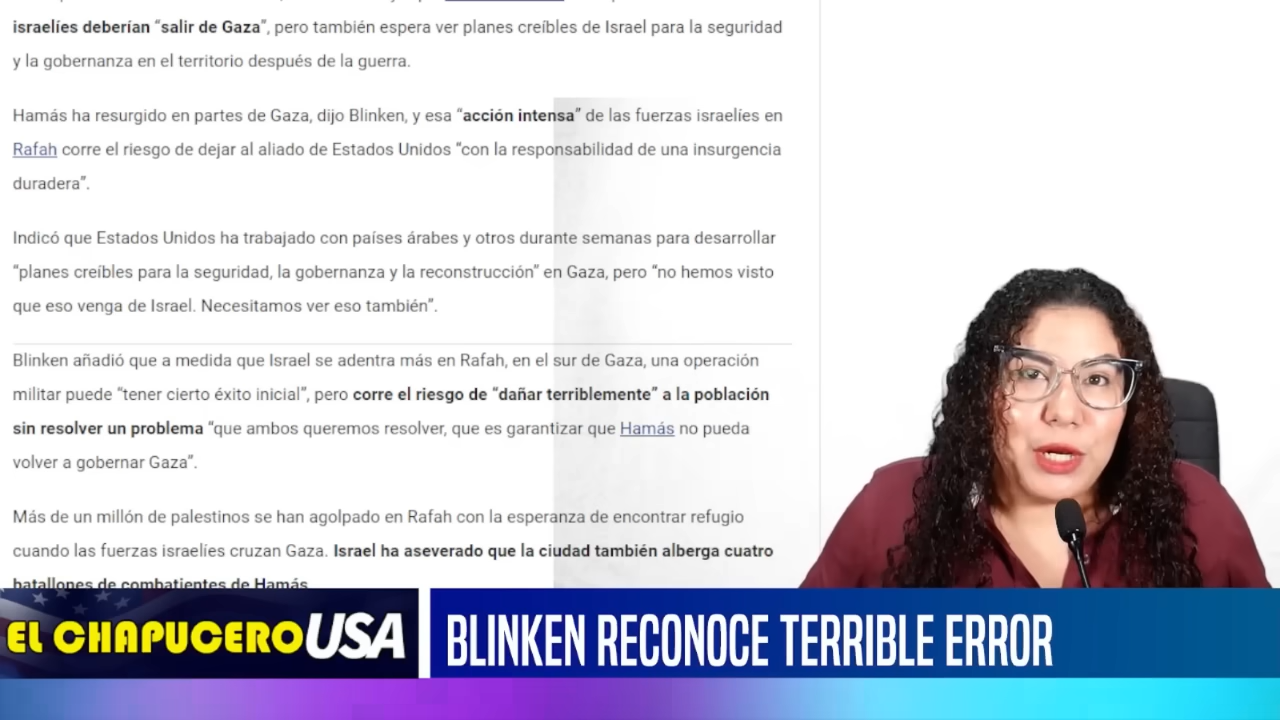 israelíes deberían “salir de Gaza“, pero también espera ver planes creíbles de Israel para la seguridad
y la gobernanza en el territorio después de la guerra.
Hamás ha resurgido en partes de Gaza, dijo Blinken, y esa “acción intensa” de las fuerzas israelíes en
Rafah corre el riesgo de dejar al aliado de Estados Unidos “con la responsabilidad de una insurgencia
duradera”.
Indicó que Estados Unidos ha trabajado con países árabes y otros durante semanas para desarrollar
“planes creíbles para la seguridad, la gobernanza y la reconstrucción” en Gaza, pero “no hemos visto
que eso venga de Israel. Necesitamos ver eso también”.
Blinken añadió que a medida que Israel se adentra más en Rafah, en el sur de Gaza, una operación
militar puede “tener cierto éxito inicial”, pero corre el riesgo de “dañar terriblemente” a la población
sin resolver un problema “que ambos queremos resolver, que es garantizar que Hamás no pueda
volver a gobernar Gaza”.
Más de un millón de palestinos se han agolpado en Rafah con la esperanza de encontrar refugio
cuando las fuerzas israelíes cruzan Gaza. Israel ha aseverado que la ciudad también alberga cuatro
batallones de combatientes de Hamás.
EL CHAPUCERO USA
BLINKEN RECONOCE TERRIBLE ERROR